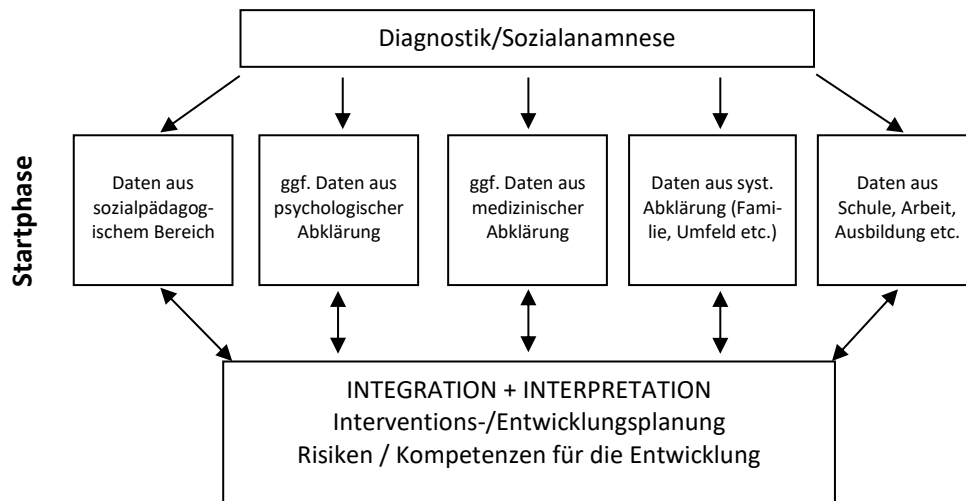 Diagnostik/Sozialanamnese
Startphase
Daten aus
sozialpädagog-
ischem Bereich
ggf. Daten aus
psychologischer
Abklärung
ggf. Daten aus
medizinischer
Abklärung
Daten aus syst.
Abklärung (Fami-
lie, Umfeld etc.)
Daten aus
Schule, Arbeit,
Ausbildung etc.
INTEGRATION + INTERPRETATION
Interventions-/Entwicklungsplanung
Risiken / Kompetenzen für die Entwicklung